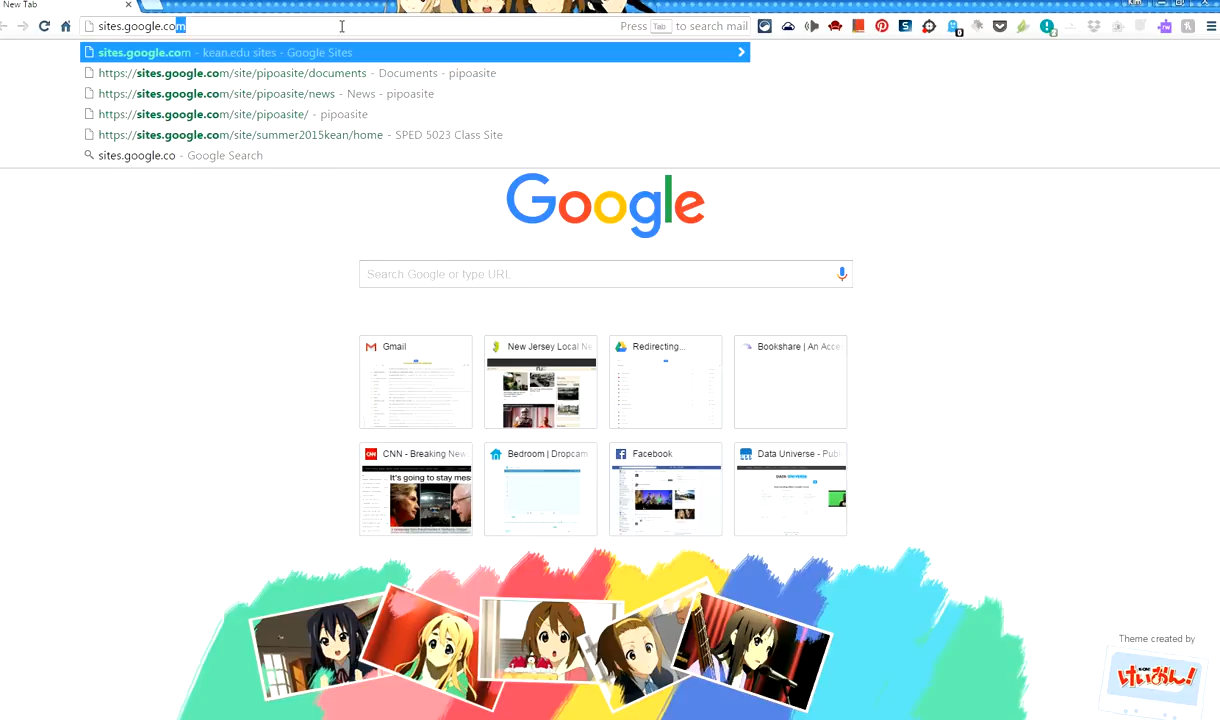 New Tab
Kim
sites.google.com
Press Tab to search mail
sites.google.com - kean.edu sites - Google Sites
https://sites.google.com/site/pipoasite/documents - Documents - pipoasite
https://sites.google.com/site/pipoasite/news - News - pipoasite
https://sites.google.com/site/pipoasite/ - pipoasite
https://sites.google.com/site/summer2015kean/home - SPED 5023 Class Site
sites.google.co - Google Search
Google
Search Google or type URL
Gmail
New Jersey Local Ne
Redirecting...
Bookshare | An Acce
CNN - Breaking New
Bedroom | Dropcam
Facebook
Data Universe - Pub
It's going to stay mes
DATA UNIVERSE
Theme created by
けいおん!